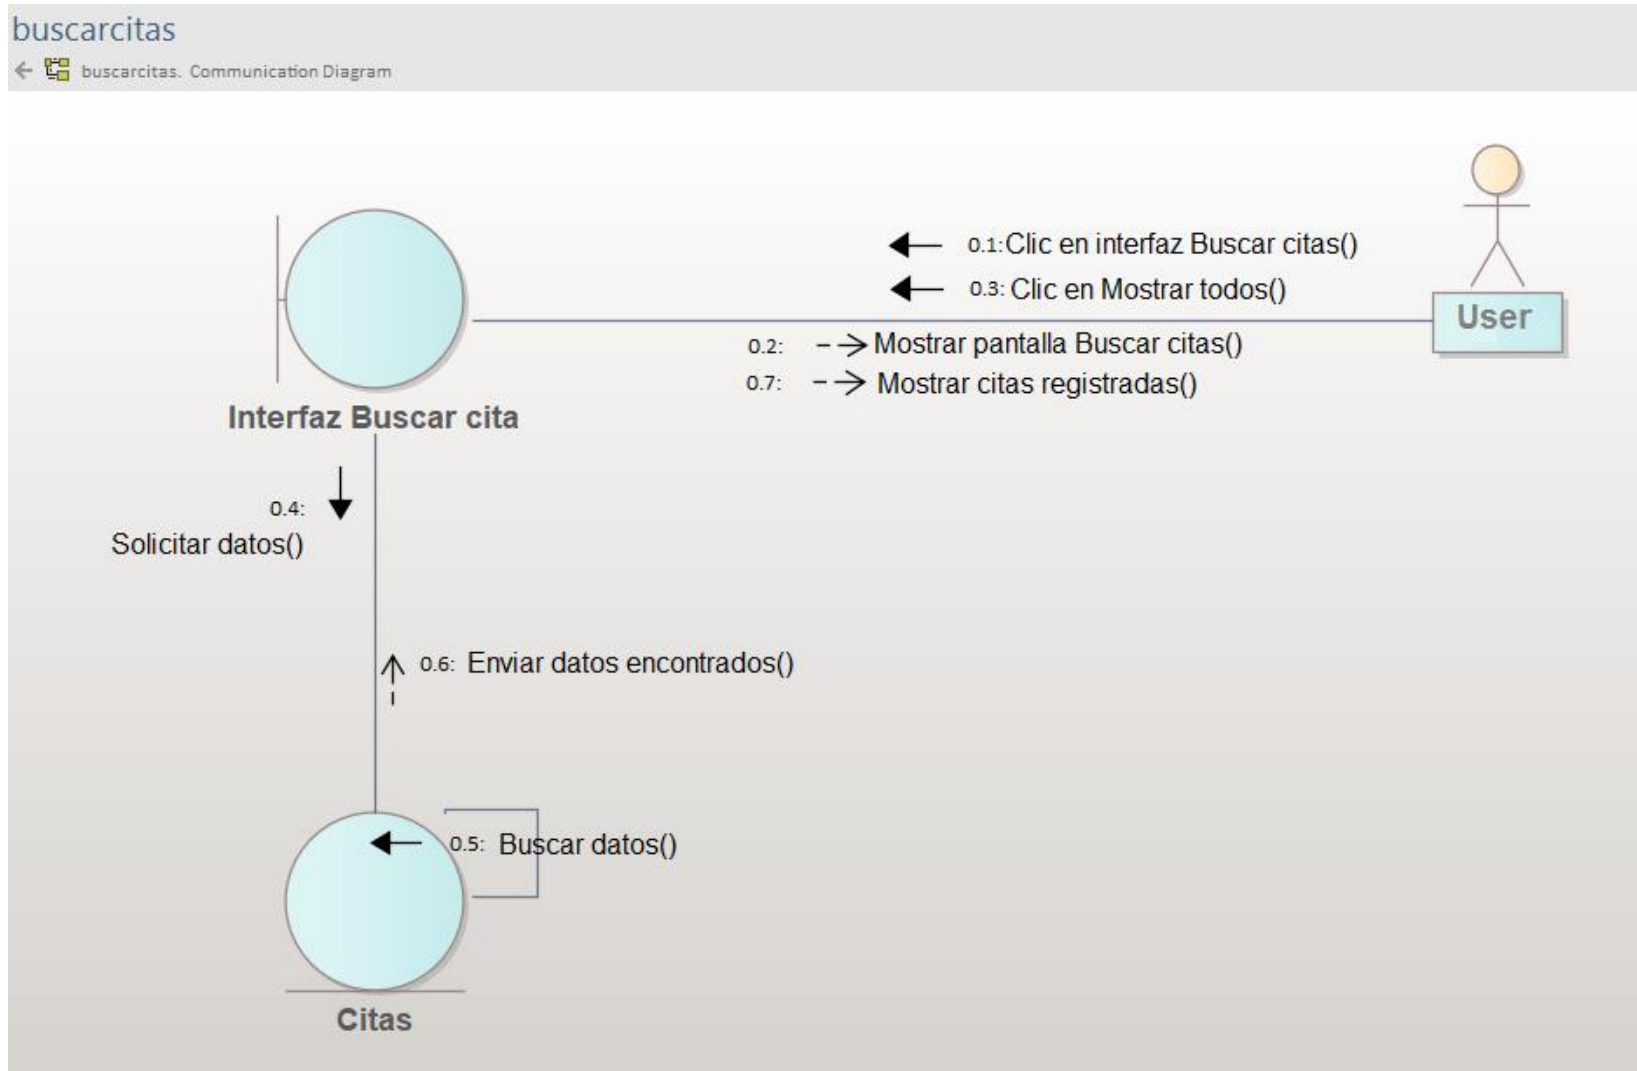 buscarcitas
buscarcitas. Communication Diagram
0.1:Clic en interfaz Buscar citas()
0.3: Clic en Mostrar todos()
User
0.2: Mostrar pantalla Buscar citas()
0.7: Mostrar citas registradas()
Interfaz Buscar cita
0.4:
Solicitar datos()
0.6: Enviar datos encontrados()
0.5: Buscar datos()
Citas